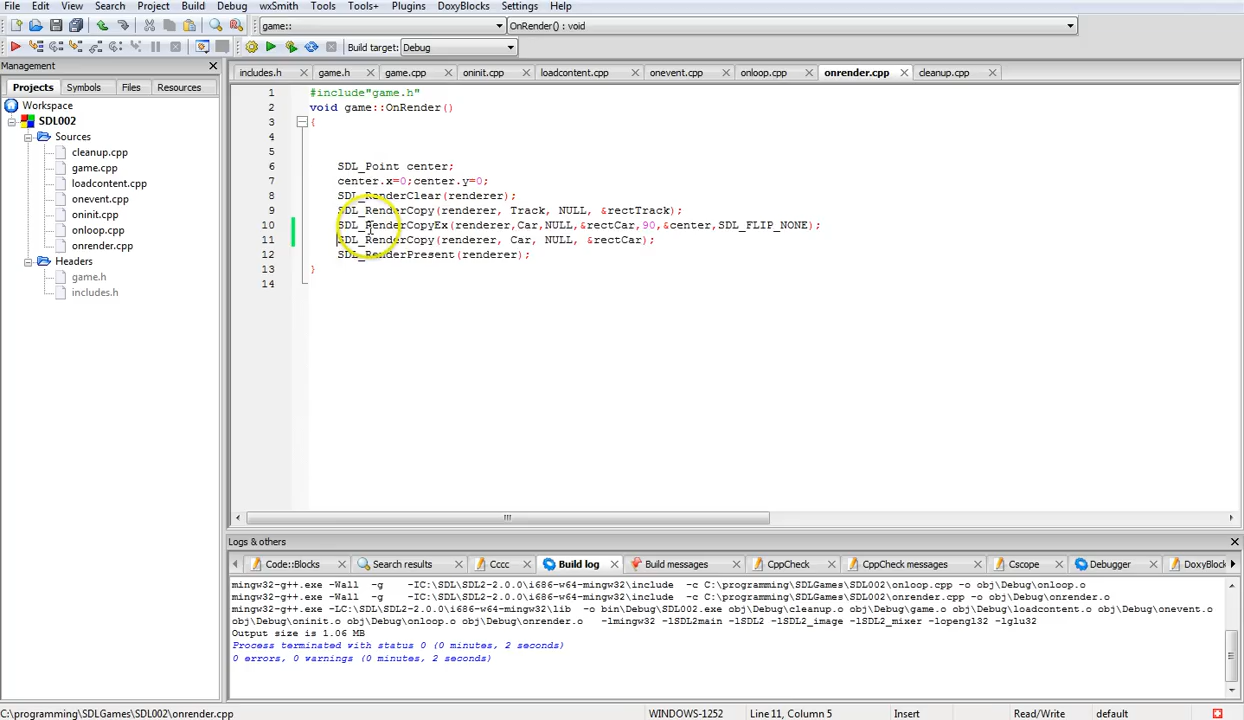 File Edit View Search Project Build Debug wxSmith Tools Tools+ Plugins DoxyBlocks Settings Help
game:: OnRender() : void
Build target: Debug
Management
includes.h game.h game.cpp oninit.cpp loadcontent.cpp onevent.cpp onloop.cpp onrender.cpp cleanup.cpp
Projects Symbols Files Resources
Workspace
SDL002
Sources
cleanup.cpp
game.cpp
loadcontent.cpp
onevent.cpp
oninit.cpp
onloop.cpp
onrender.cpp
Headers
game.h
includes.h
1 #include"game.h"
2 void game::OnRender()
3 {
4
5
6 SDL_Point center;
7 center.x=0;center.y=0;
8 SDL_RenderClear(renderer);
9 SDL_RenderCopy(renderer, Track, NULL, &rectTrack);
10 SDL_RenderCopyEx(renderer,Car,NULL,&rectCar,90,&center,SDL_FLIP_NONE);
11 SDL_RenderCopy(renderer, Car, NULL, &rectCar);
12 SDL_RenderPresent(renderer);
13 }
14
Logs & others
Code::Blocks Search results Cccc Build log Build messages CppCheck CppCheck messages Cscope Debugger DoxyBlock
mingw32-g++.exe -Wall -g -IC:\SDL\SDL2-2.0.0\i686-w64-mingw32\include -c C:\programming\SDLGames\SDL002\onloop.cpp -o obj\Debug\onloop.o
mingw32-g++.exe -Wall -g -IC:\SDL\SDL2-2.0.0\i686-w64-mingw32\include -c C:\programming\SDLGames\SDL002\onrender.cpp -o obj\Debug\onrender.o
mingw32-g++.exe -LC:\SDL\SDL2-2.0.0\i686-w64-mingw32\lib -o bin\Debug\SDL002.exe obj\Debug\cleanup.o obj\Debug\game.o obj\Debug\loadcontent.o obj\Debug\onevent.o
obj\Debug\oninit.o obj\Debug\onloop.o obj\Debug\onrender.o -lmingw32 -lSDL2main -lSDL2 -lSDL2_image -lSDL2_mixer -lopengl32 -lglu32
Output size is 1.06 MB
Process terminated with status 0 (0 minutes, 2 seconds)
0 errors, 0 warnings (0 minutes, 2 seconds)
C:\programming\SDLGames\SDL002\onrender.cpp WINDOWS-1252 Line 11, Column 5 Insert Read/Write default